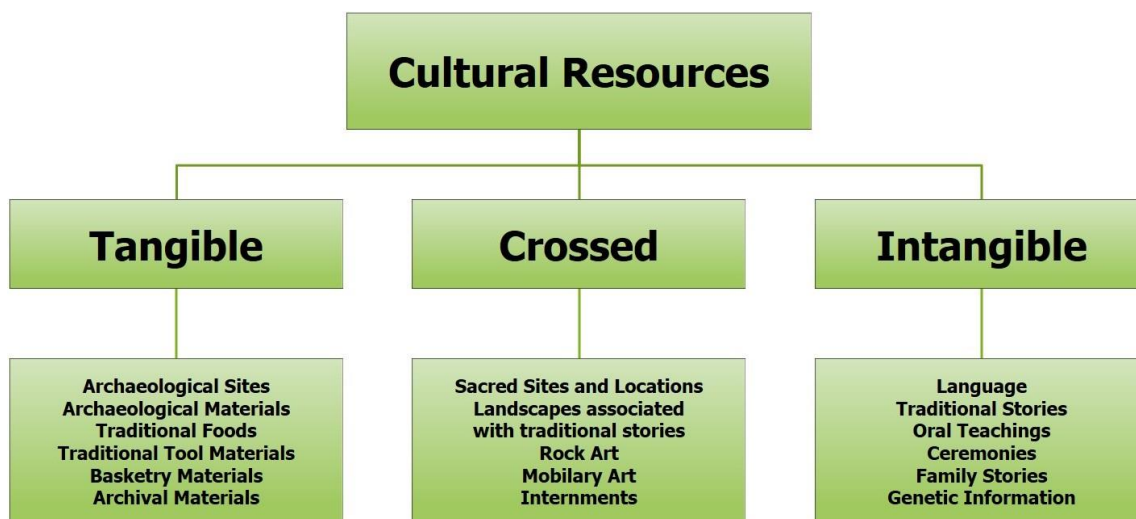 Cultural Resources
Tangible
Crossed
Intangible
Archaeological Sites
Archaeological Materials
Traditional Foods
Traditional Tool Materials
Basketry Materials
Archival Materials
Sacred Sites and Locations
Landscapes associated
with traditional stories
Rock Art
Mobilary Art
Internments
Language
Traditional Stories
Oral Teachings
Ceremonies
Family Stories
Genetic Information